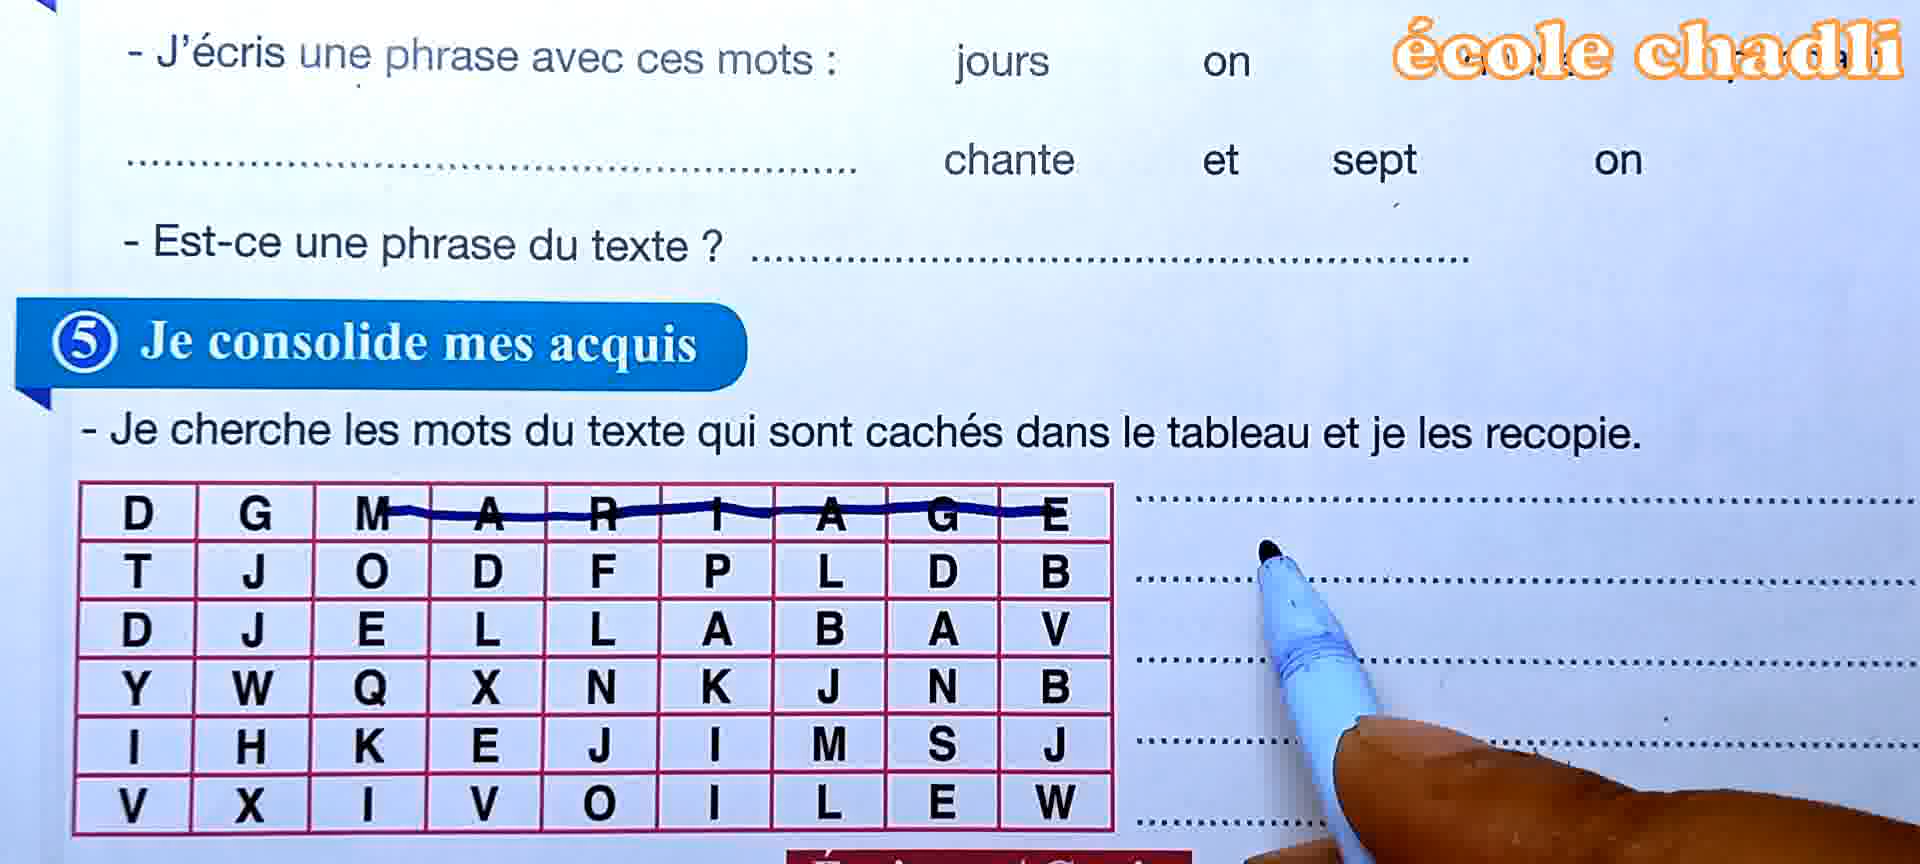 école chadli
- J'écris une phrase avec ces mots : jours on
chante et sept on
- Est-ce une phrase du texte ?
5 Je consolide mes acquis
- Je cherche les mots du texte qui sont cachés dans le tableau et je les recopie.
D G M A R I A G E
T J O D F P L D B
D J E L L A B A V
Y W Q X N K J N B
I H K E J I M S J
V X I V O I L E W